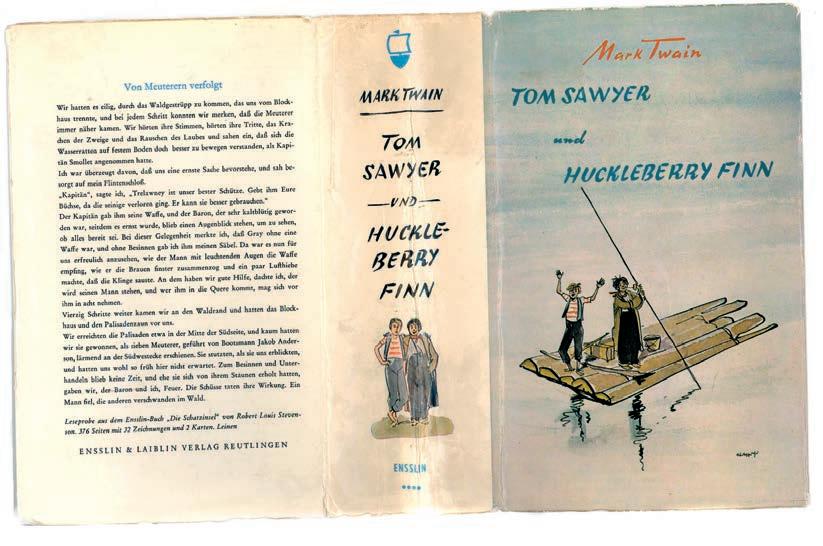 Von Meuterern verfolgt
Wir hatten es eilig, durch das Waldgestrüpp zu kommen, das uns vom Block-
haus trennte, und bei jedem Schritt konnten wir merken, daß die Meuterer
immer näher kamen. Wir hörten ihre Stimmen, hörten ihre Tritte, das Kra-
chen der Zweige und das Rauschen des Laubes und sahen ein, daß sich die
Wasserratten auf festem Boden doch besser zu bewegen verstanden, als Kapi-
tän Smollet angenommen hatte.
Ich war überzeugt davon, daß uns eine ernste Sache bevorstehe, und sah be-
sorgt auf mein Flintenschloß.
„Kapitän“, sagte ich, „Trelawney ist unser bester Schütze. Gebt ihm Eure
Büchse, da die seinige verloren ging. Er kann sie besser gebrauchen.“
Der Kapitän gab ihm seine Waffe, und der Baron, der sehr kaltblütig gewor-
den war, seitdem es ernst wurde, blieb einen Augenblick stehen, um zu sehen,
ob alles bereit sei. Bei dieser Gelegenheit merkte ich, daß Gray ohne eine
Waffe war, und ohne Besinnen gab ich ihm meinen Säbel. Da war es nun für
uns erfreulich anzusehen, wie der Mann mit leuchtenden Augen die Waffe
empfing, wie er die Brauen finster zusammenzog und ein paar Lufthiebe
machte, daß die Klinge sauste. An dem haben wir gute Hilfe, dachte ich, der
wird seinen Mann stehen, und wer ihm in die Quere kommt, mag sich vor
ihm in acht nehmen.
Vierzig Schritte weiter kamen wir an den Waldrand und hatten das Block-
haus und den Palisadenzaun vor uns.
Wir erreichten die Palisaden etwa in der Mitte der Südseite, und kaum hatten
wir sie gewonnen, als sieben Meuterer, geführt von Bootsmann Jakob Ander-
son, lärmend an der Südwestecke erschienen. Sie stutzten, als sie uns erblickten,
und hatten uns wohl so früh hier nicht erwartet. Zum Besinnen und Unter-
handeln blieb keine Zeit, und ehe sie sich von ihrem Staunen erholt hatten,
gaben wir, der Baron und ich, Feuer. Die Schüsse taten ihre Wirkung. Ein
Mann fiel, die anderen verschwanden im Wald.
Leseprobe aus dem Ensslin-Buch „Die Schatzinsel“ von Robert Louis Steven-
son. 376 Seiten mit 32 Zeichnungen und 2 Karten. Leinen
ENSSLIN & LAIBLIN VERLAG REUTLINGEN
MARK TWAIN
TOM
SAWYER
—UND—
HUCKLE-
BERRY
FINN
ENSSLIN
Mark Twain
TOM SAWYER
und
HUCKLEBERRY FINN